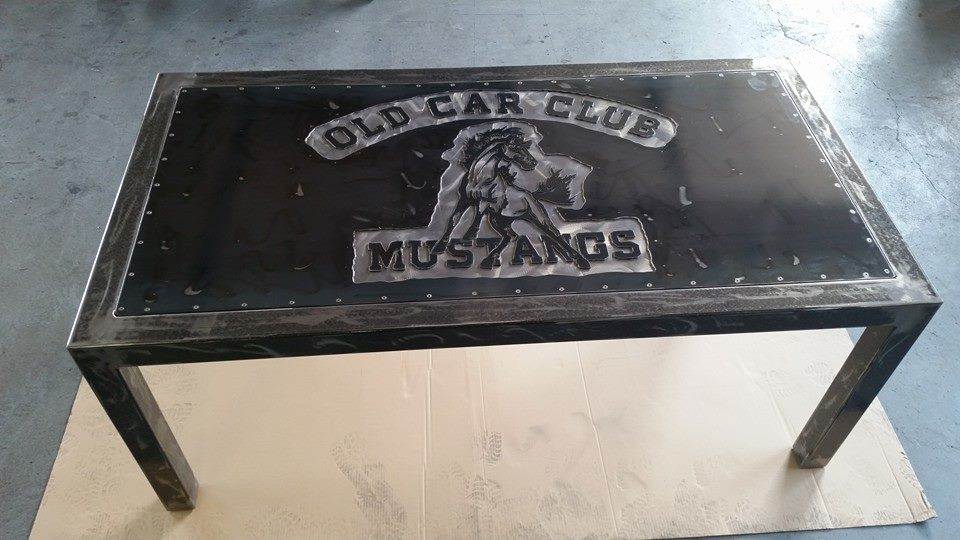 OLD CAR CLUB
MUSTANGS